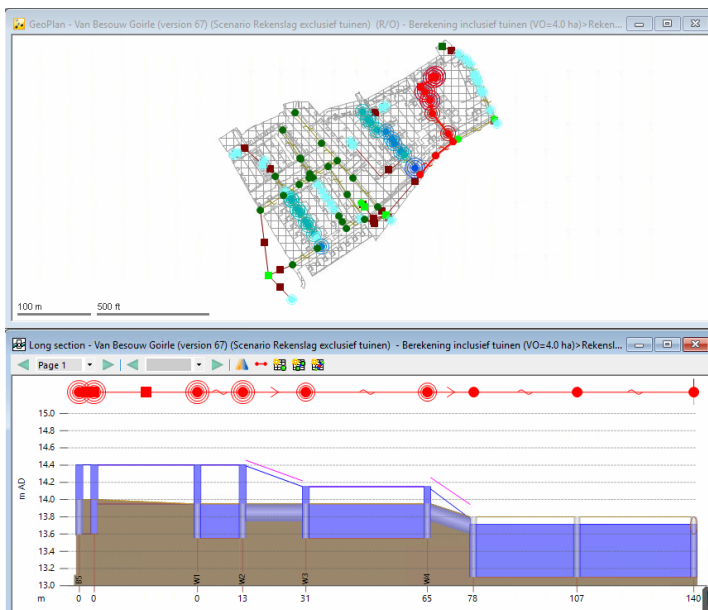 GeoPlan - Van Besouw Goirle (version 67) (Scenario Rekenslag exclusief tuinen) (R/O) - Berekening inclusief tuinen (VO=4.0 ha)>Reken...
100 m
500 ft
Long section - Van Besouw Goirle (version 67) (Scenario Rekenslag exclusief tuinen) - Berekening inclusief tuinen (VO=4.0 ha)>Rekensl...
Page 1
15.0
14.8
14.6
14.4
14.2
14.0
13.8
13.6
13.4
13.2
13.0
m AD
BS
W1
W2
W3
W4
m
0 0 0 13 31 65 78 107 140